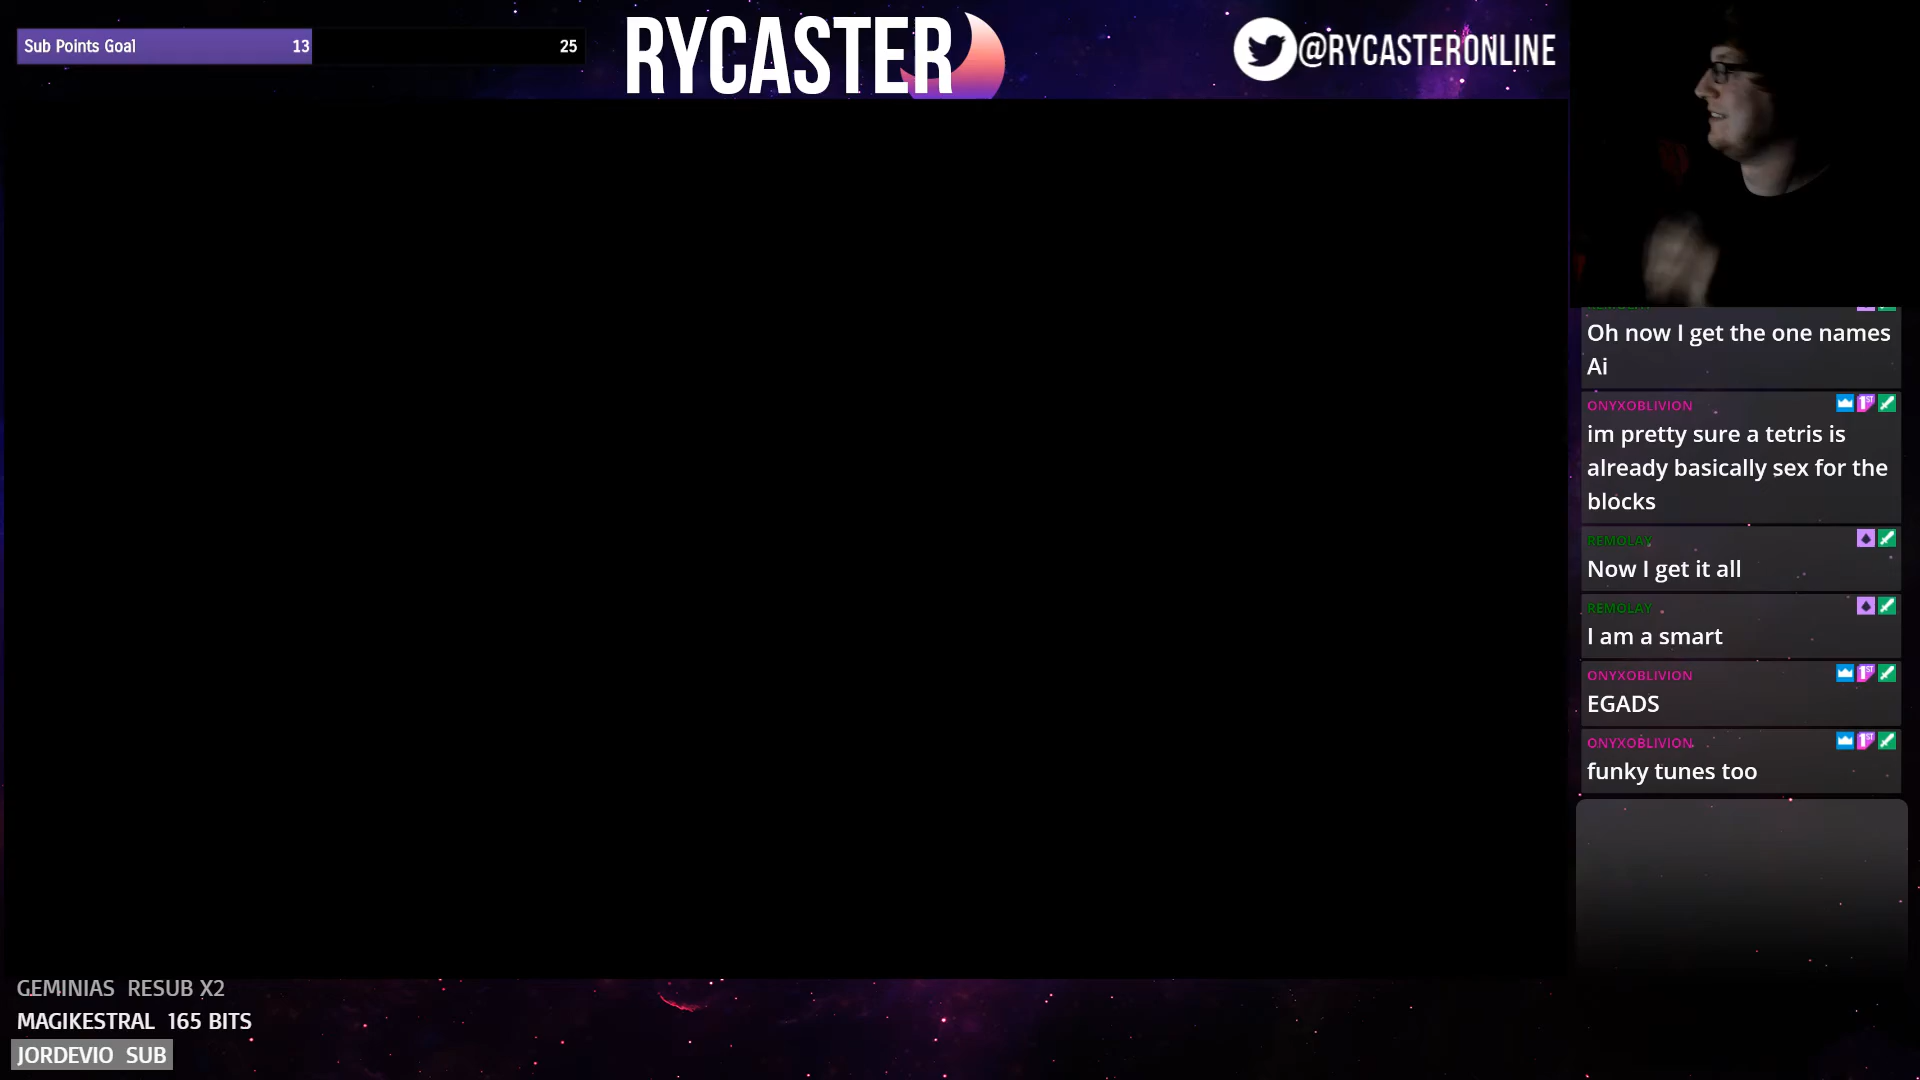 Sub Points Goal 13 25
RYCASTER
@RYCASTERONLINE
Oh now I get the one names
Ai
ONYXOBLIVION
im pretty sure a tetris is
already basically sex for the
blocks
REMOLAY
Now I get it all
REMOLAY
I am a smart
ONYXOBLIVION
EGADS
ONYXOBLIVION
funky tunes too
GEMINIAS RESUB X2
MAGIKESTRAL 165 BITS
JORDEVIO SUB